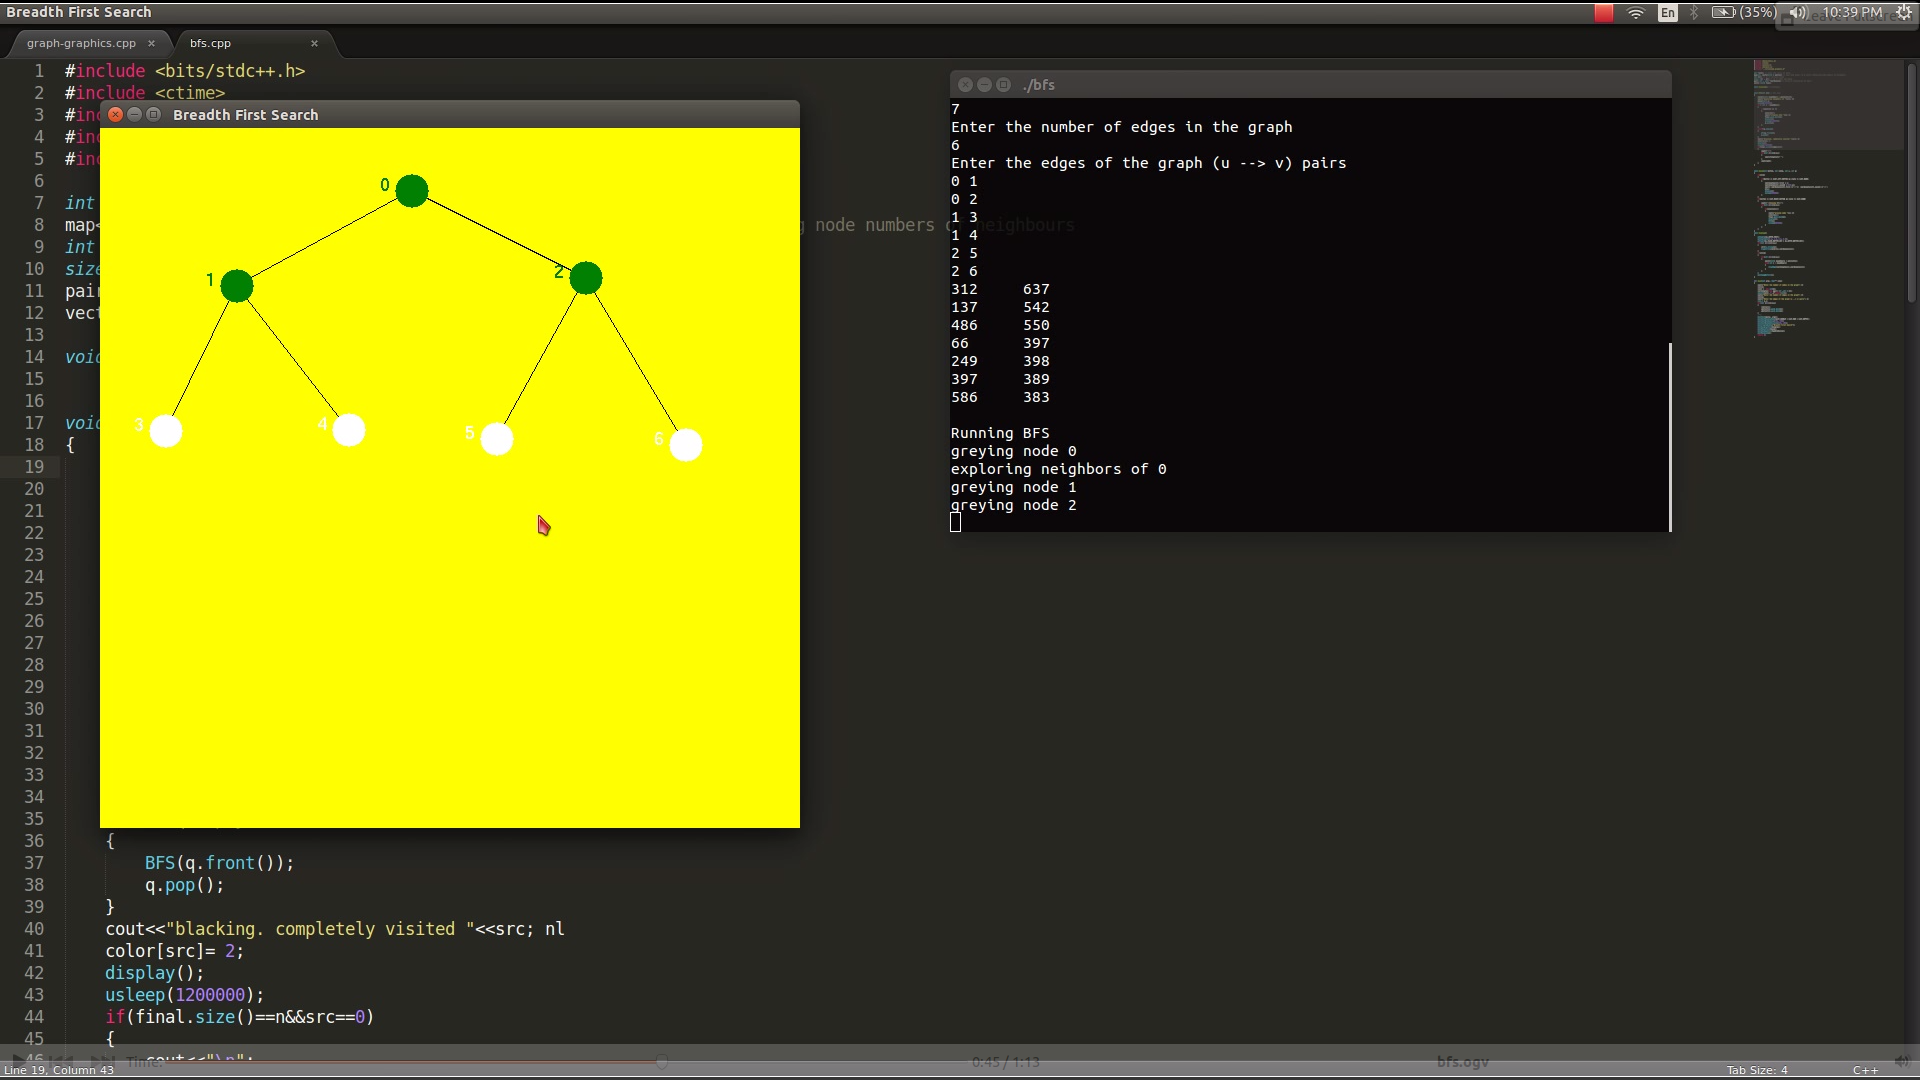 Breadth First Search
En
(35%)
10:39 PM
graph-graphics.cpp
bfs.cpp
1 #include <bits/stdc++.h>
2 #include <ctime>
3 #inc
4 #inc
5 #inc
6
7 int
8 map<
g node numbers of neighbours
9 int
10 size
11 pair
12 vect
13
14 void
15
16
17 void
18 {
19
20
21
22
23
24
25
26
27
28
29
30
31
32
33
34
35
36 {
37 BFS(q.front());
38 q.pop();
39 }
40 cout<<"blacking. completely visited "<<src; nl
41 color[src]= 2;
42 display();
43 usleep(1200000);
44 if(final.size()==n&&src==0)
45 {
46 cout<<"\n";
Breadth First Search
0
1
2
3
4
5
6
./bfs
7
Enter the number of edges in the graph
6
Enter the edges of the graph (u --> v) pairs
0 1
0 2
1 3
1 4
2 5
2 6
312 637
137 542
486 550
66 397
249 398
397 389
586 383
Running BFS
greying node 0
exploring neighbors of 0
greying node 1
greying node 2
Time:
0:45 / 1:13
bfs.ogv
Line 19, Column 43
Tab Size: 4
C++